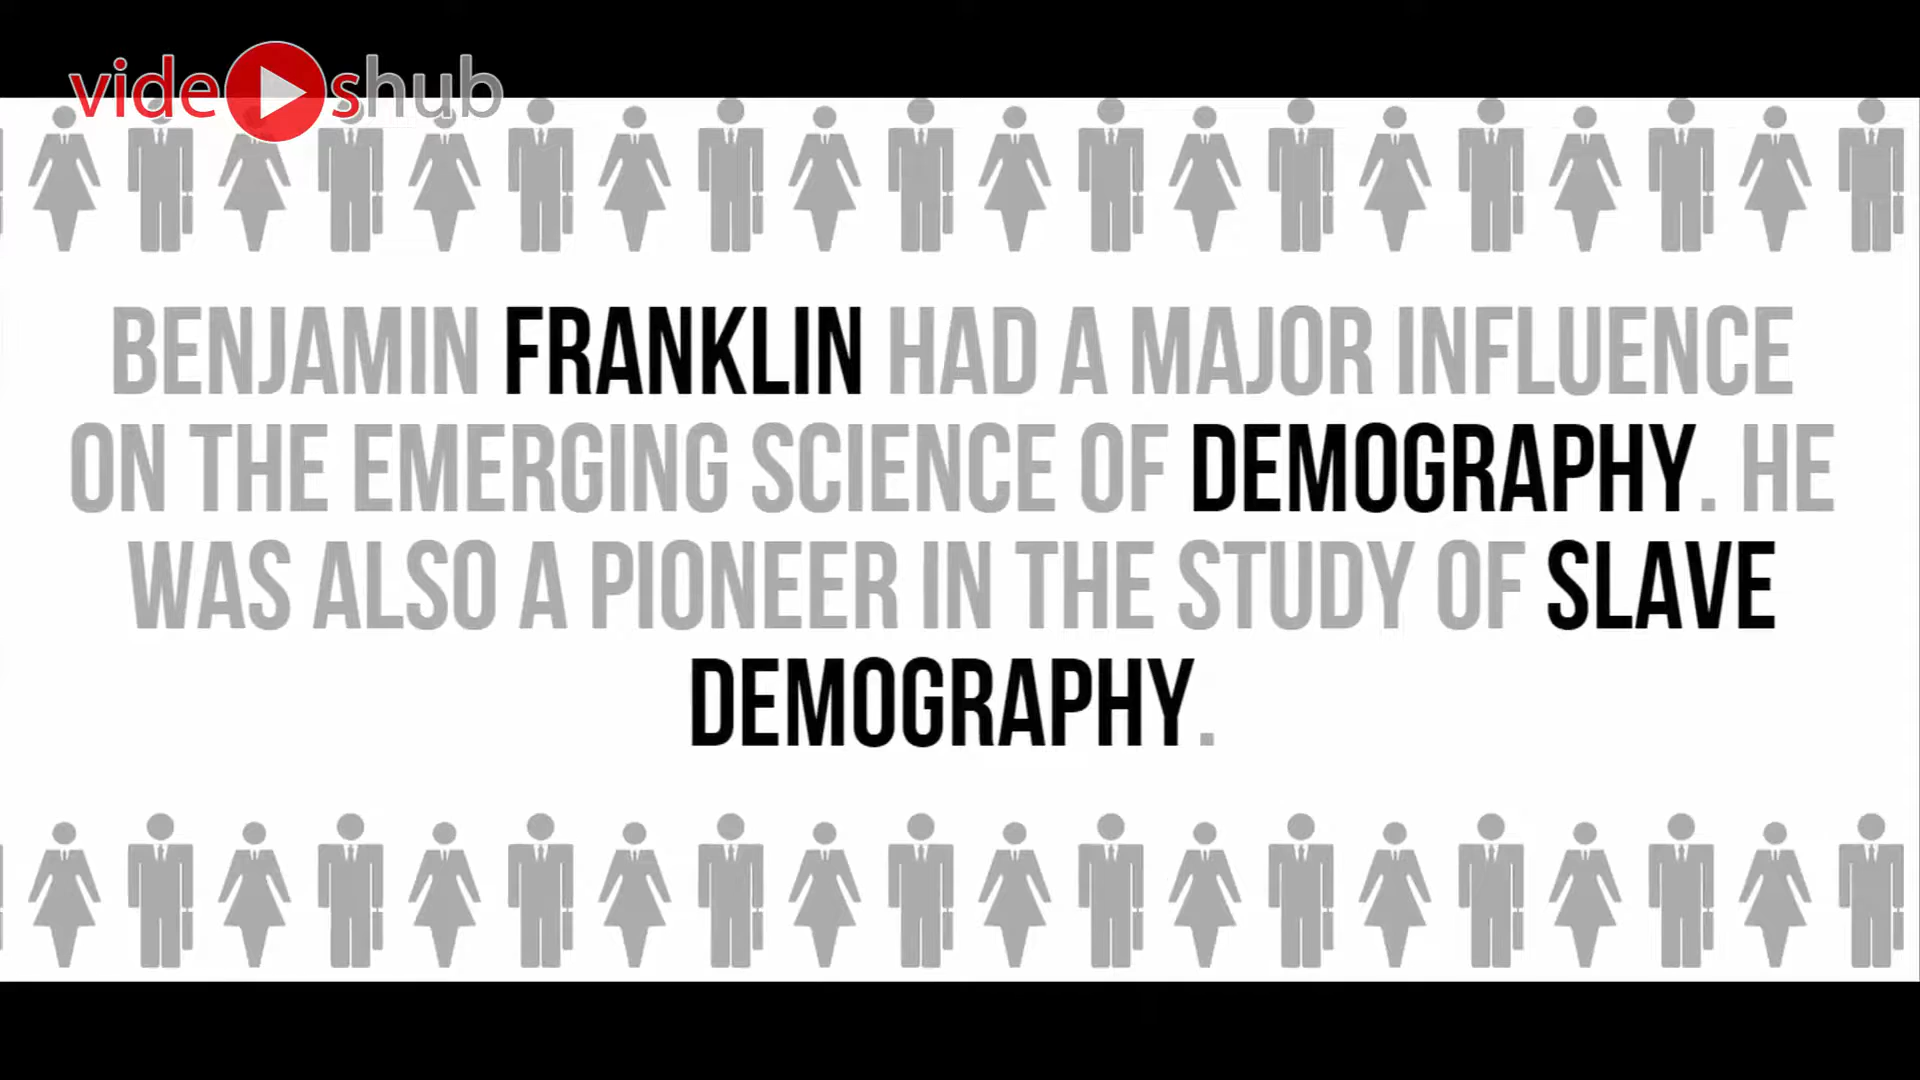 videoshub
BENJAMIN FRANKLIN HAD A MAJOR INFLUENCE
ON THE EMERGING SCIENCE OF DEMOGRAPHY. HE
WAS ALSO A PIONEER IN THE STUDY OF SLAVE
DEMOGRAPHY.